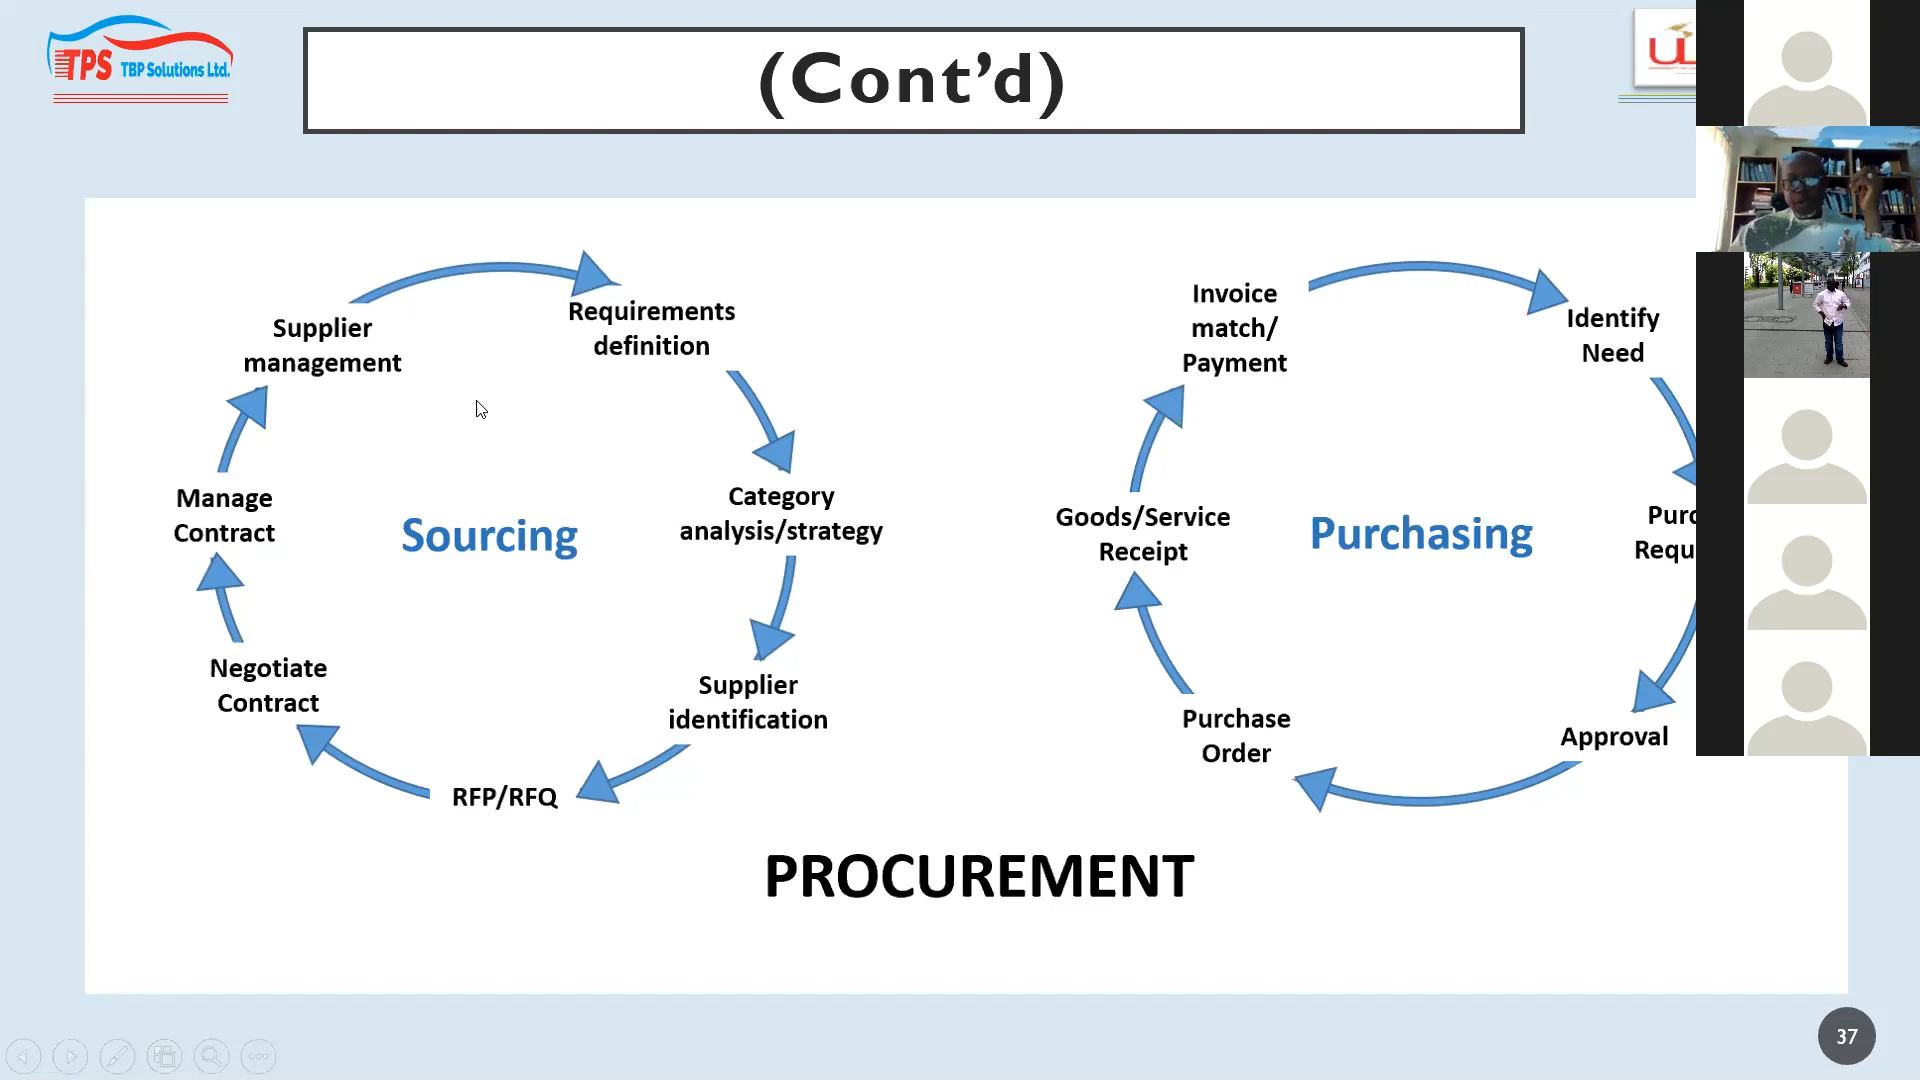 TPS TBP Solutions Ltd.
(Cont’d)
Supplier
management
Requirements
definition
Category
analysis/strategy
Supplier
identification
RFP/RFQ
Negotiate
Contract
Manage
Contract
Sourcing
Invoice
match/
Payment
Identify
Need
Approval
Purchase
Order
Goods/Service
Receipt
Purchasing
PROCUREMENT
37